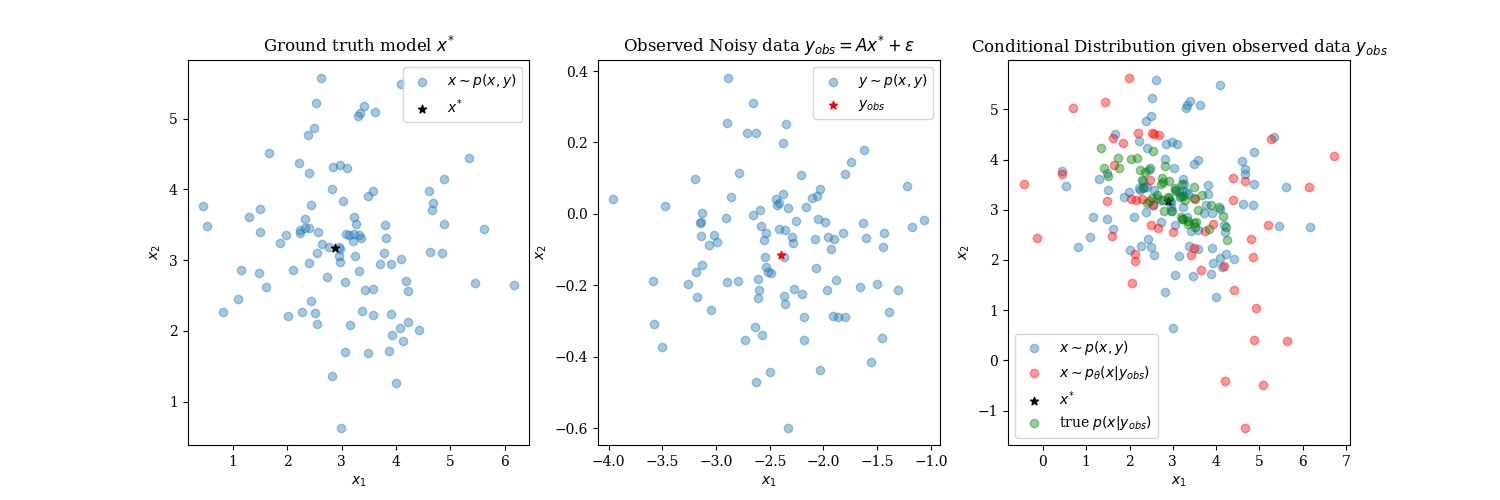 Ground truth model x*
x ~ p(x, y)
x*
x₂
5
4
3
2
1
1 2 3 4 5 6
x₁
Observed Noisy data y_obs = Ax* + ε
y ~ p(x, y)
y_obs
x₂
0.4
0.2
0.0
−0.2
−0.4
−0.6
−4.0 −3.5 −3.0 −2.5 −2.0 −1.5 −1.0
x₁
Conditional Distribution given observed data y_obs
x₂
5
4
3
2
1
0
−1
x ~ p(x, y)
x ~ p_θ(x|y_obs)
x*
true p(x|y_obs)
0 1 2 3 4 5 6 7
x₁